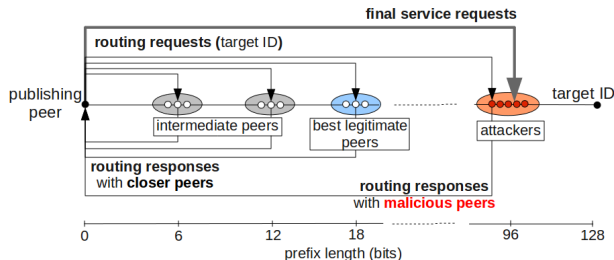 final service requests
routing requests (target ID)
publishing
peer
target ID
intermediate peers
best legitimate
peers
attackers
routing responses
with closer peers
routing responses
with malicious peers
0 6 12 18 96 128
prefix length (bits)